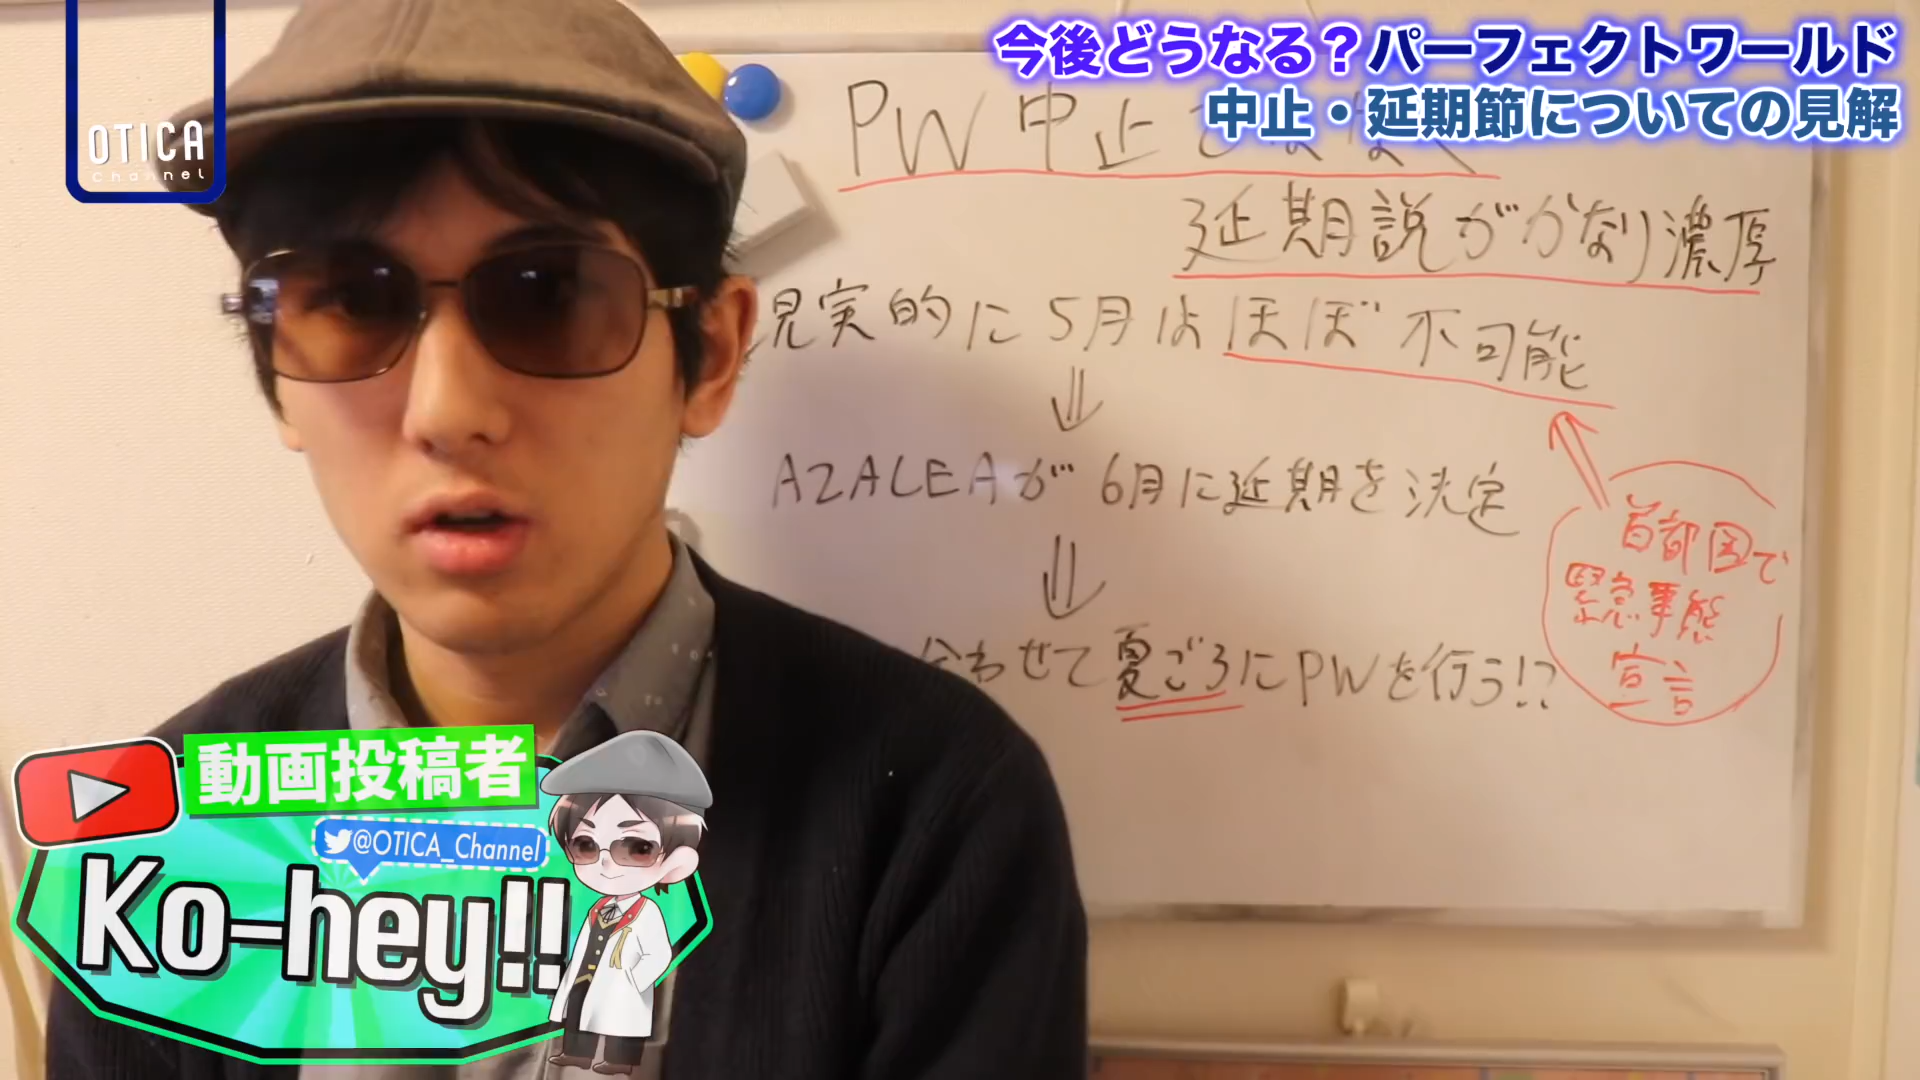 OTICA
Channel
今後どうなる？パーフェクトワールド
中止・延期節についての見解
PW中止ではなく
延期説がかなり濃厚
現実的に5月はほぼ不可能
AZALEAが6月に延期を決定
首都圏で
緊急事態
宣言
合わせて夏ごろにPWを行う!?
動画投稿者
@OTICA_Channel
Ko-hey!!